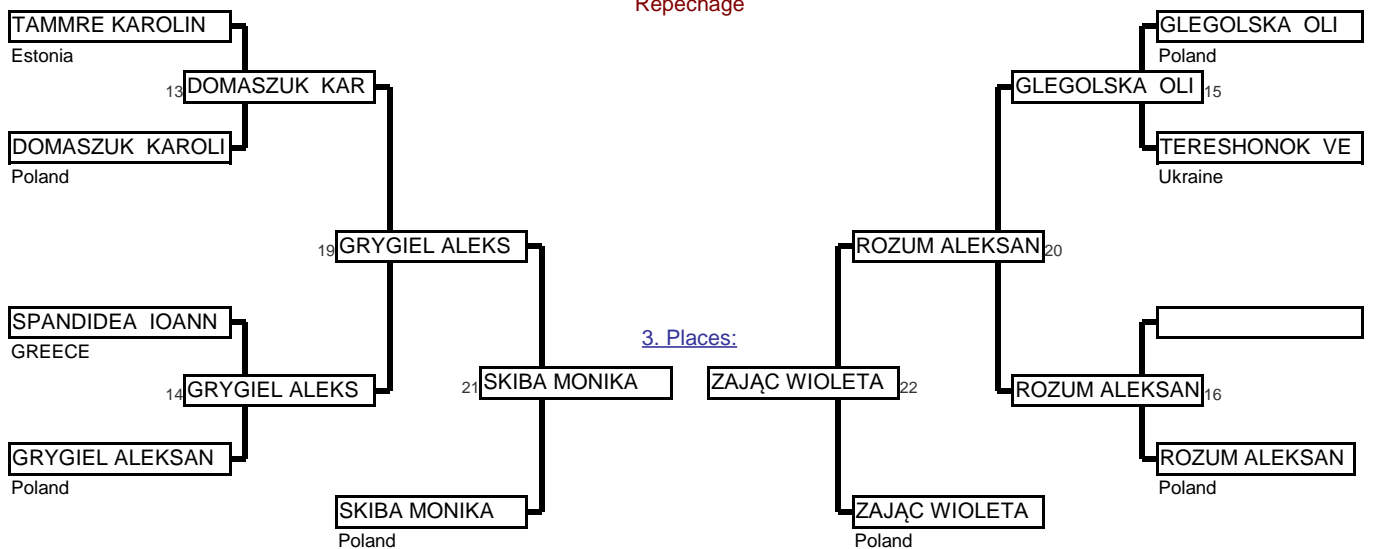 Repechage
TAMMRE KAROLIN
Estonia
13 DOMASZUK KAR
DOMASZUK KAROLI
Poland
19 GRYGIEL ALEKS
SPANDIDEA IOANN
GREECE
14 GRYGIEL ALEKS
GRYGIEL ALEKSAN
Poland
21 SKIBA MONIKA
SKIBA MONIKA
Poland
3. Places:
GLEGOLSKA OLI
Poland
GLEGOLSKA OLI 15
TERESHONOK VE
Ukraine
ROZUM ALEKSAN 20
ZAJĄC WIOLETA 22
ROZUM ALEKSAN 16
ROZUM ALEKSAN
Poland
ZAJĄC WIOLETA
Poland